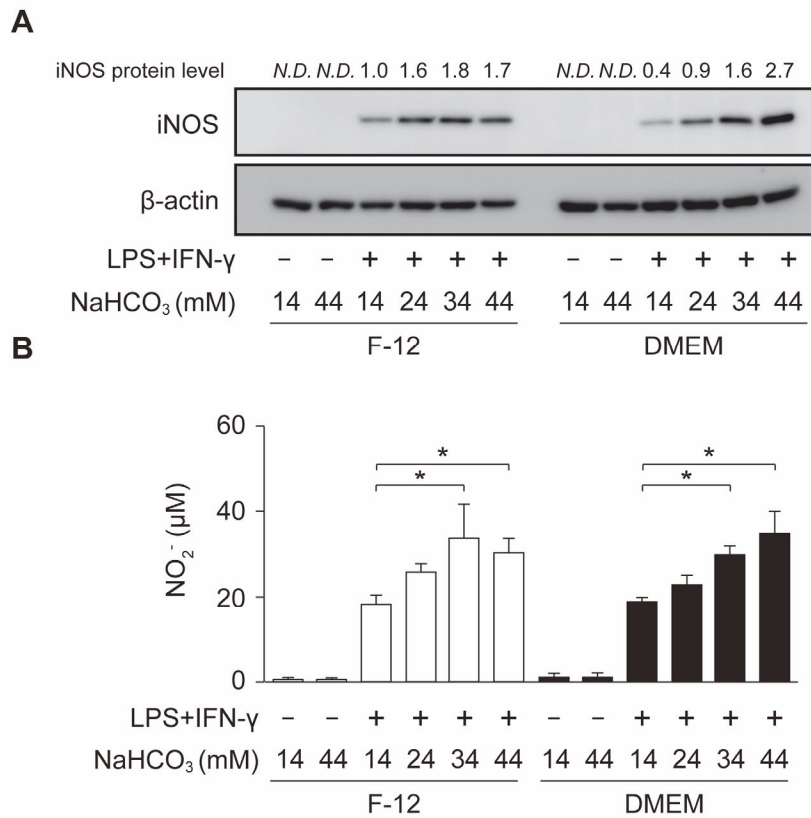 A
iNOS protein level N.D. N.D. 1.0 1.6 1.8 1.7 N.D. N.D. 0.4 0.9 1.6 2.7
iNOS
β-actin
LPS+IFN-γ – – + + + + – – + + + +
NaHCO₃ (mM) 14 44 14 24 34 44 14 44 14 24 34 44
F-12 DMEM
B
60
40
20
0
NO₂⁻ (μM)
* *
* *
LPS+IFN-γ – – + + + + – – + + + +
NaHCO₃ (mM) 14 44 14 24 34 44 14 44 14 24 34 44
F-12 DMEM